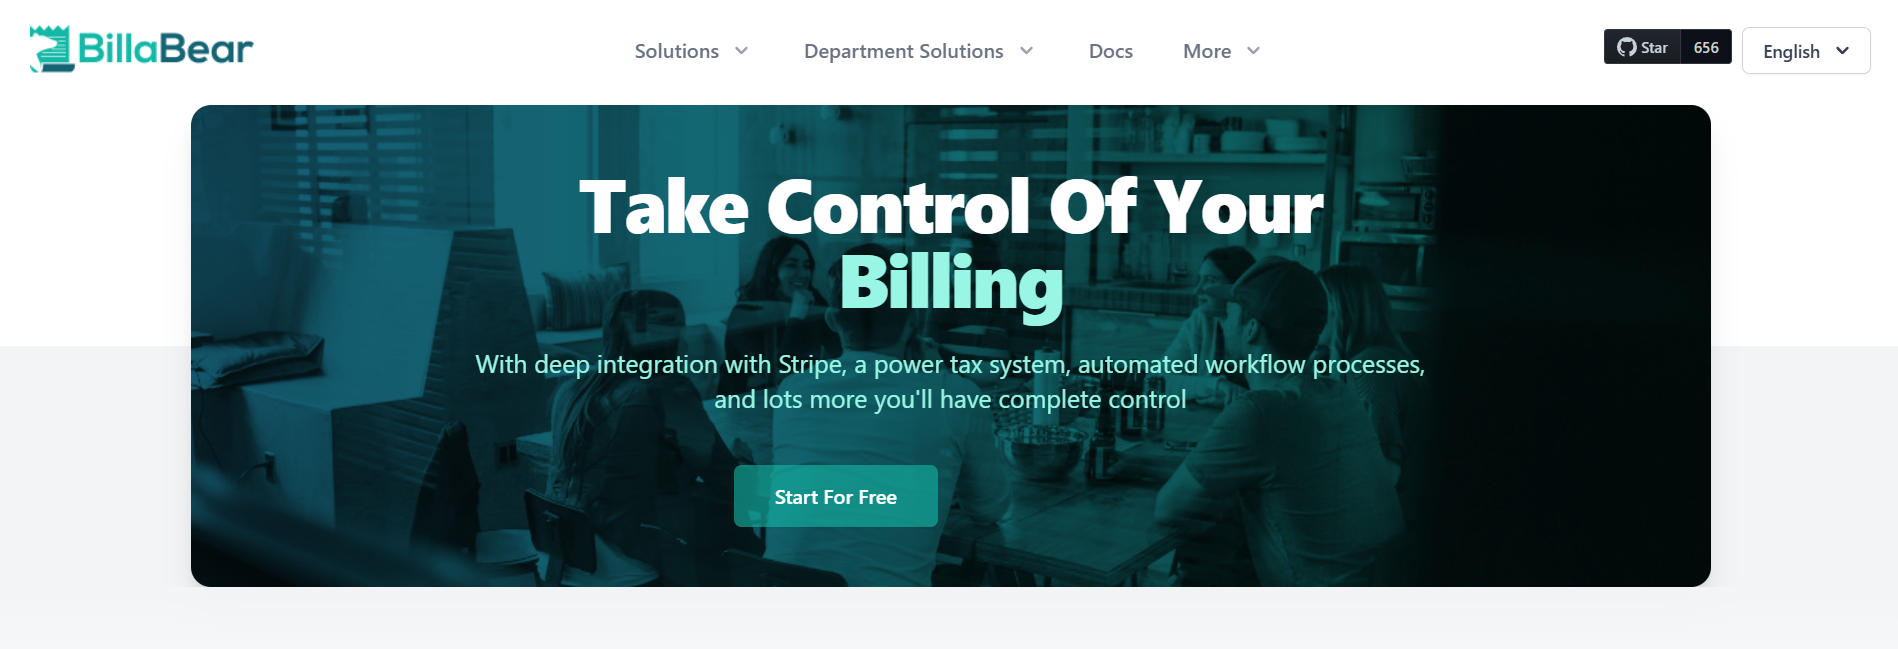 BillaBear
Solutions
Department Solutions
Docs
More
Star 656
English
Take Control Of Your
Billing
With deep integration with Stripe, a power tax system, automated workflow processes,
and lots more you'll have complete control
Start For Free